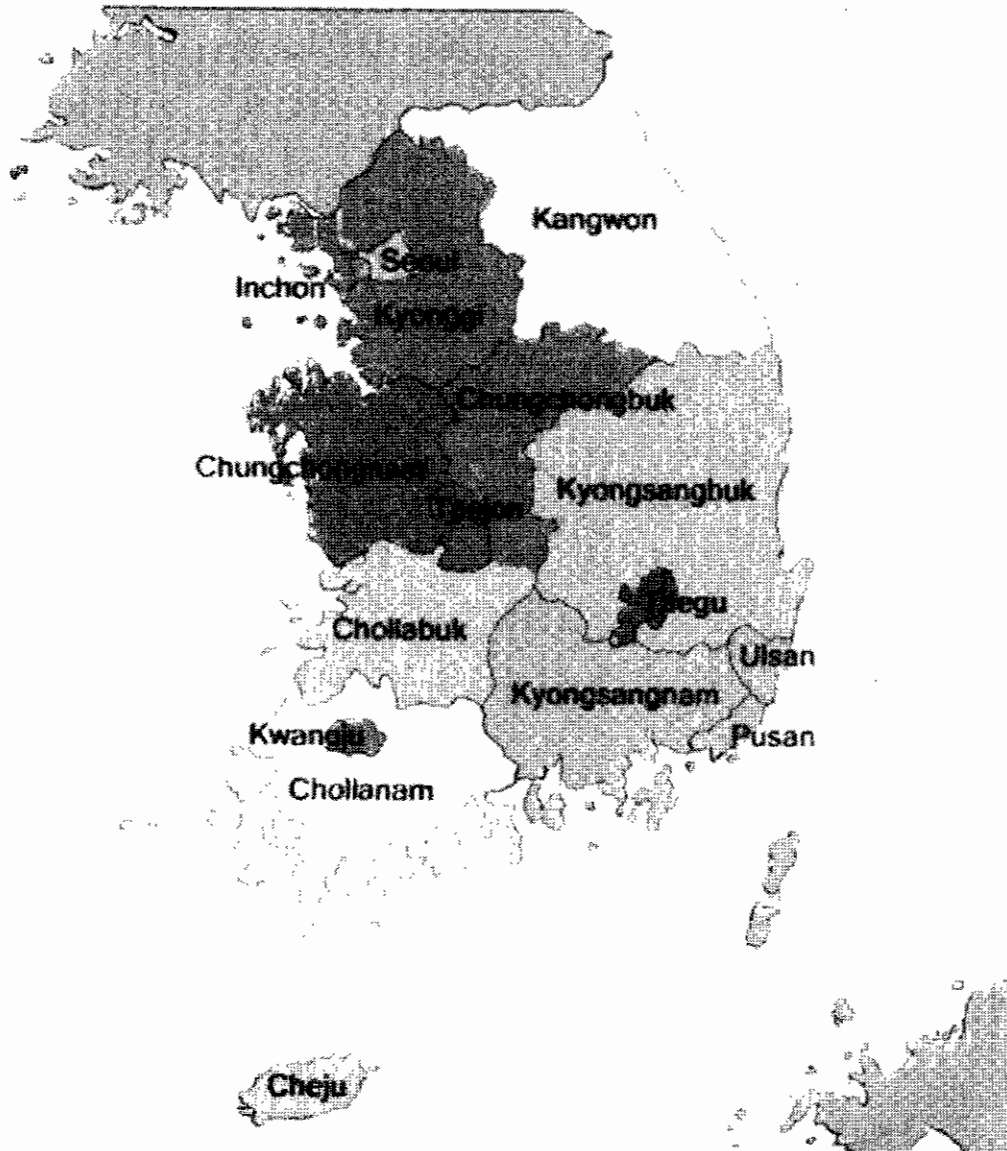 Kangwon
Seoul
Inchon
Kyonggi
Chungchongbuk
Chungchongnam
Kyongsangbuk
Taejon
Taegu
Chollabuk
Ulsan
Kyongsangnam
Kwangju
Pusan
Chollanam
Cheju